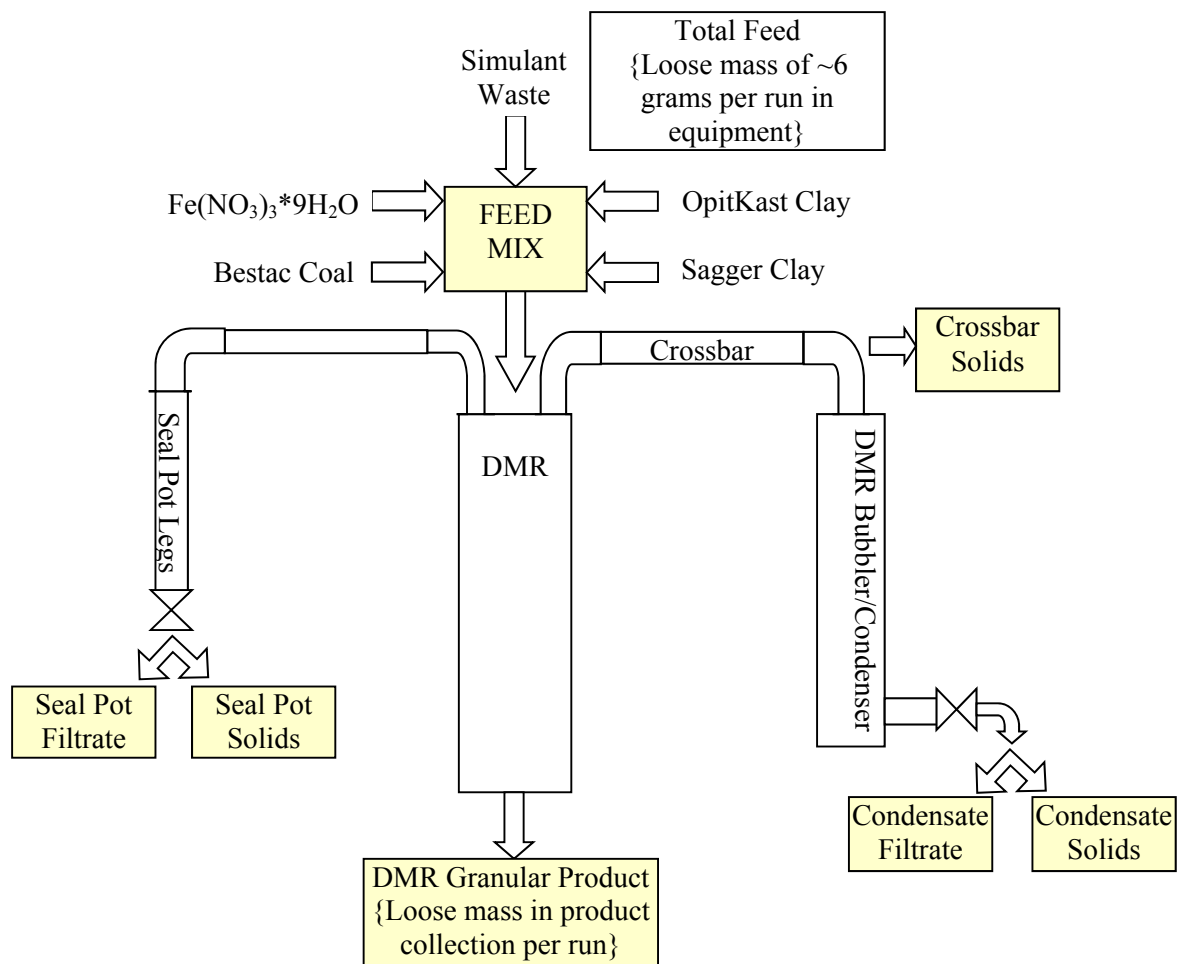 Total Feed
{Loose mass of ~6
grams per run in
equipment}
Simulant
Waste
Fe(NO₃)₃*9H₂O
OpitKast Clay
FEED
MIX
Bestac Coal
Sagger Clay
Crossbar
Crossbar
Solids
Seal Pot Legs
DMR
DMR Bubbler/Condenser
Seal Pot
Filtrate
Seal Pot
Solids
Condensate
Filtrate
Condensate
Solids
DMR Granular Product
{Loose mass in product
collection per run}